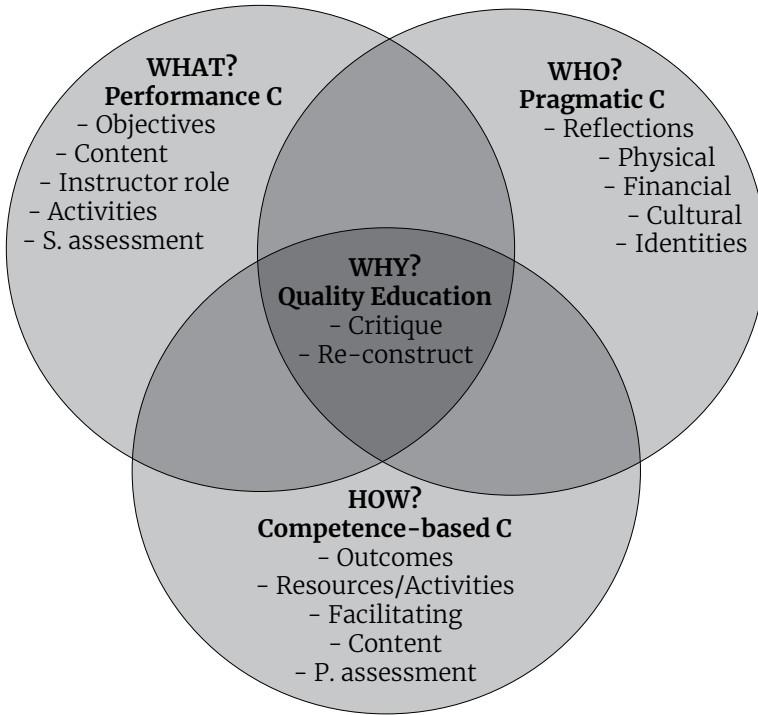 WHAT?
Performance C
- Objectives
- Content
- Instructor role
- Activities
- S. assessment
WHO?
Pragmatic C
- Reflections
- Physical
- Financial
- Cultural
- Identities
WHY?
Quality Education
- Critique
- Re-construct
HOW?
Competence-based C
- Outcomes
- Resources/Activities
- Facilitating
- Content
- P. assessment